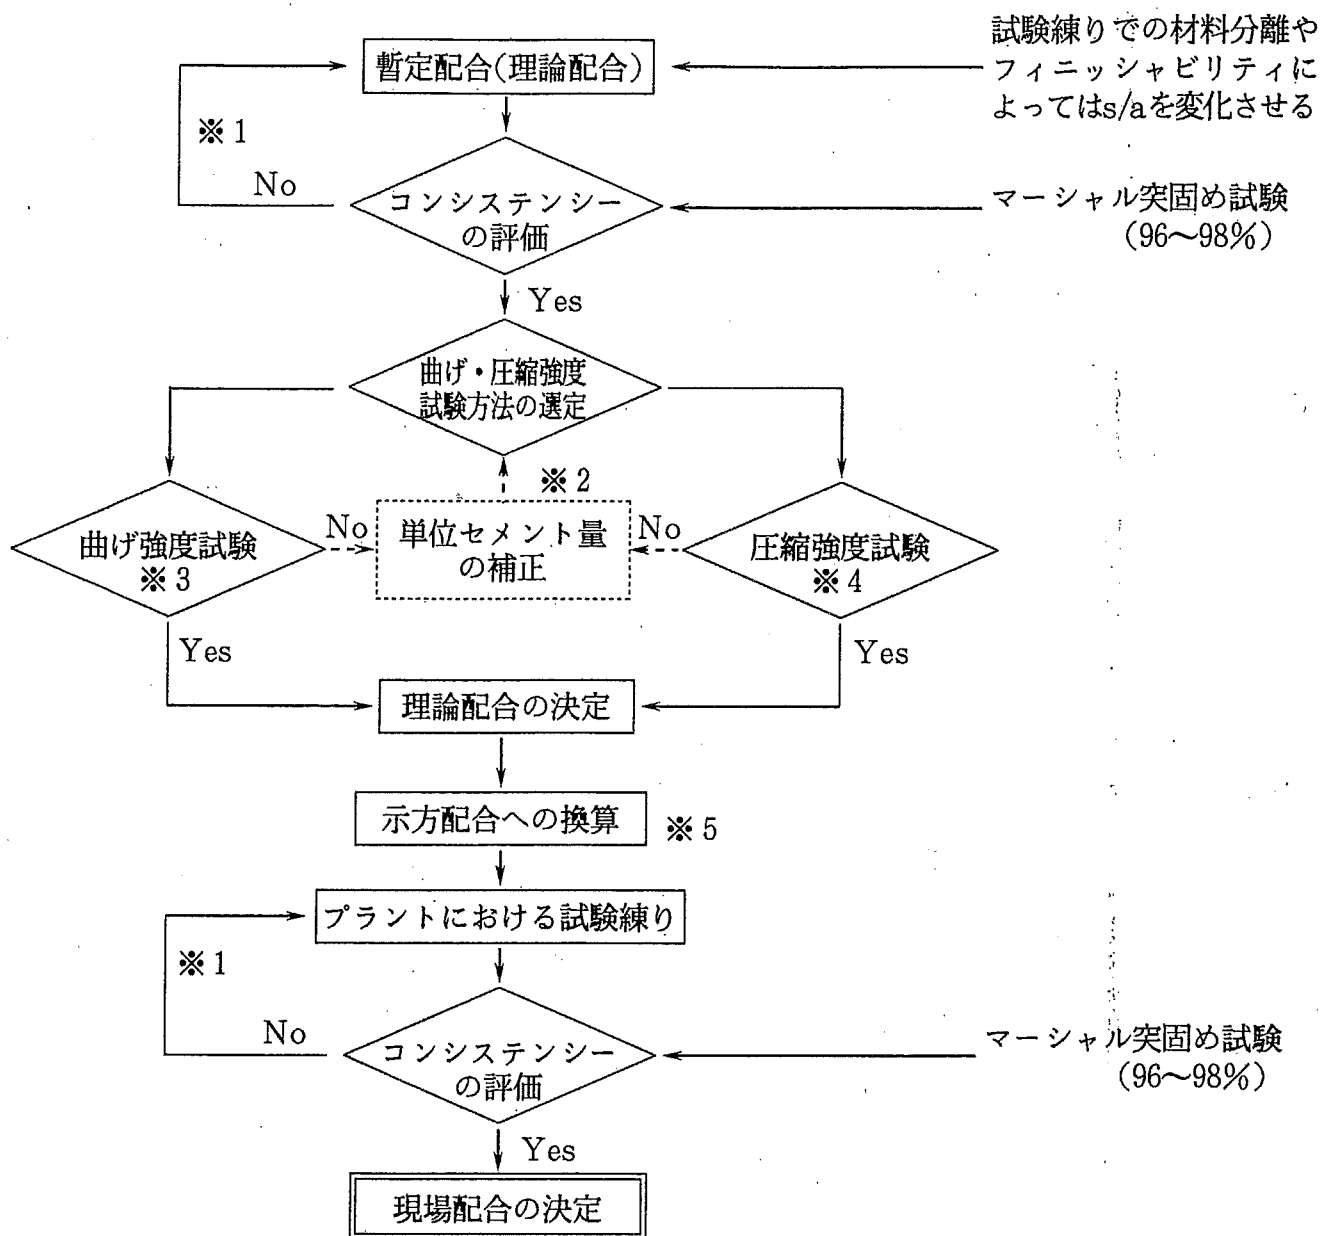 試験練りでの材料分離や
フィニッシャビリティに
よってはs/aを変化させる
暫定配合(理論配合)
※1
No
コンシステンシー
の評価
マーシャル突固め試験
(96〜98%)
Yes
曲げ・圧縮強度
試験方法の選定
※2
曲げ強度試験
※3
No
単位セメント量
の補正
No
圧縮強度試験
※4
Yes
Yes
理論配合の決定
示方配合への換算
※5
プラントにおける試験練り
※1
No
コンシステンシー
の評価
マーシャル突固め試験
(96〜98%)
Yes
現場配合の決定